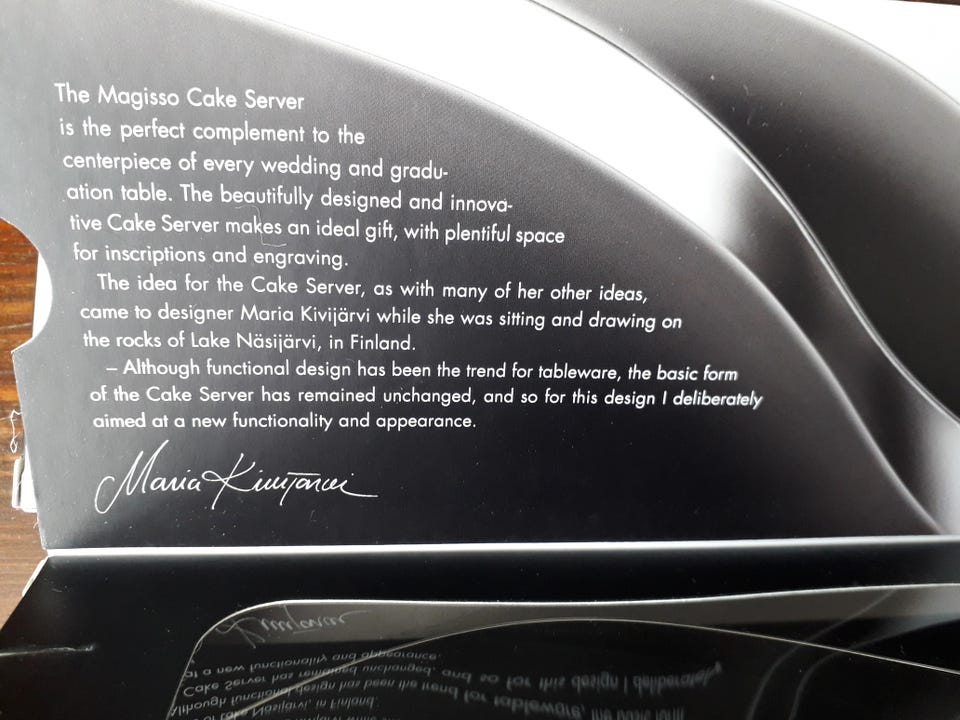 The Magisso Cake Server
is the perfect complement to the
centerpiece of every wedding and gradu-
ation table. The beautifully designed and innova-
tive Cake Server makes an ideal gift, with plentiful space
for inscriptions and engraving.
The idea for the Cake Server, as with many of her other ideas,
came to designer Maria Kivijärvi while she was sitting and drawing on
the rocks of Lake Näsijärvi, in Finland.
– Although functional design has been the trend for tableware, the basic form
of the Cake Server has remained unchanged, and so for this design I deliberately
aimed at a new functionality and appearance.
Maria Kivijärvi